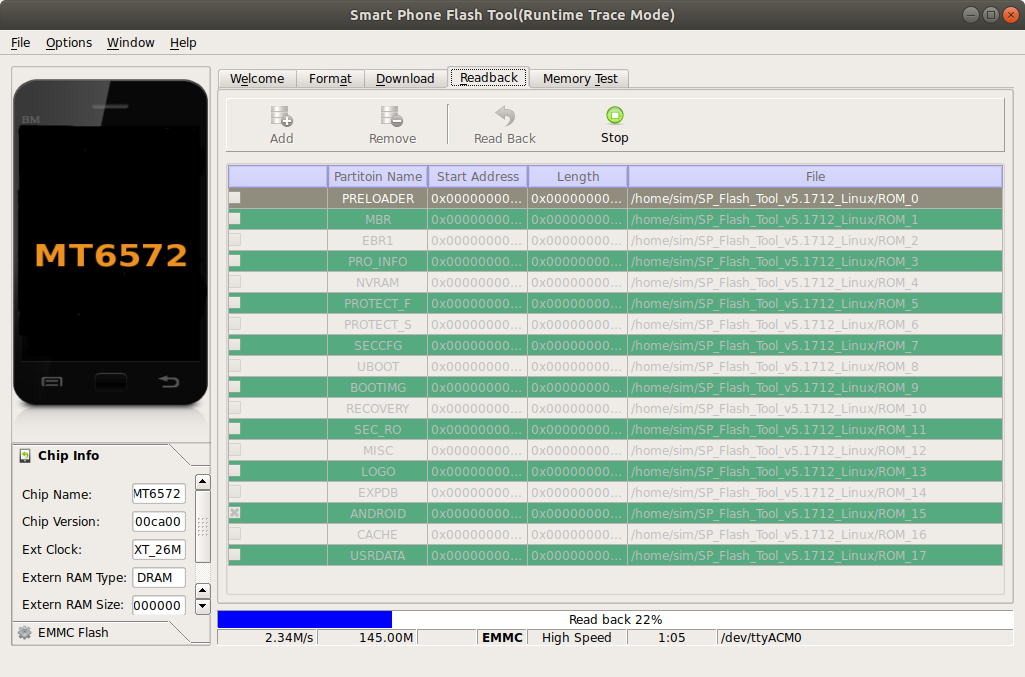 Smart Phone Flash Tool(Runtime Trace Mode)
File Options Window Help
BM
MT6572
Chip Info
Chip Name: MT6572
Chip Version: 00ca00
Ext Clock: XT_26M
Extern RAM Type: DRAM
Extern RAM Size: 000000
EMMC Flash
Welcome Format Download Readback Memory Test
Add Remove Read Back Stop
Partitoin Name Start Address Length File
PRELOADER 0x00000000... 0x00000000... /home/sim/SP_Flash_Tool_v5.1712_Linux/ROM_0
MBR 0x00000000... 0x00000000... /home/sim/SP_Flash_Tool_v5.1712_Linux/ROM_1
EBR1 0x00000000... 0x00000000... /home/sim/SP_Flash_Tool_v5.1712_Linux/ROM_2
PRO_INFO 0x00000000... 0x00000000... /home/sim/SP_Flash_Tool_v5.1712_Linux/ROM_3
NVRAM 0x00000000... 0x00000000... /home/sim/SP_Flash_Tool_v5.1712_Linux/ROM_4
PROTECT_F 0x00000000... 0x00000000... /home/sim/SP_Flash_Tool_v5.1712_Linux/ROM_5
PROTECT_S 0x00000000... 0x00000000... /home/sim/SP_Flash_Tool_v5.1712_Linux/ROM_6
SECCFG 0x00000000... 0x00000000... /home/sim/SP_Flash_Tool_v5.1712_Linux/ROM_7
UBOOT 0x00000000... 0x00000000... /home/sim/SP_Flash_Tool_v5.1712_Linux/ROM_8
BOOTIMG 0x00000000... 0x00000000... /home/sim/SP_Flash_Tool_v5.1712_Linux/ROM_9
RECOVERY 0x00000000... 0x00000000... /home/sim/SP_Flash_Tool_v5.1712_Linux/ROM_10
SEC_RO 0x00000000... 0x00000000... /home/sim/SP_Flash_Tool_v5.1712_Linux/ROM_11
MISC 0x00000000... 0x00000000... /home/sim/SP_Flash_Tool_v5.1712_Linux/ROM_12
LOGO 0x00000000... 0x00000000... /home/sim/SP_Flash_Tool_v5.1712_Linux/ROM_13
EXPDB 0x00000000... 0x00000000... /home/sim/SP_Flash_Tool_v5.1712_Linux/ROM_14
ANDROID 0x00000000... 0x00000000... /home/sim/SP_Flash_Tool_v5.1712_Linux/ROM_15
CACHE 0x00000000... 0x00000000... /home/sim/SP_Flash_Tool_v5.1712_Linux/ROM_16
USRDATA 0x00000000... 0x00000000... /home/sim/SP_Flash_Tool_v5.1712_Linux/ROM_17
Read back 22%
2.34M/s 145.00M EMMC High Speed 1:05 /dev/ttyACM0